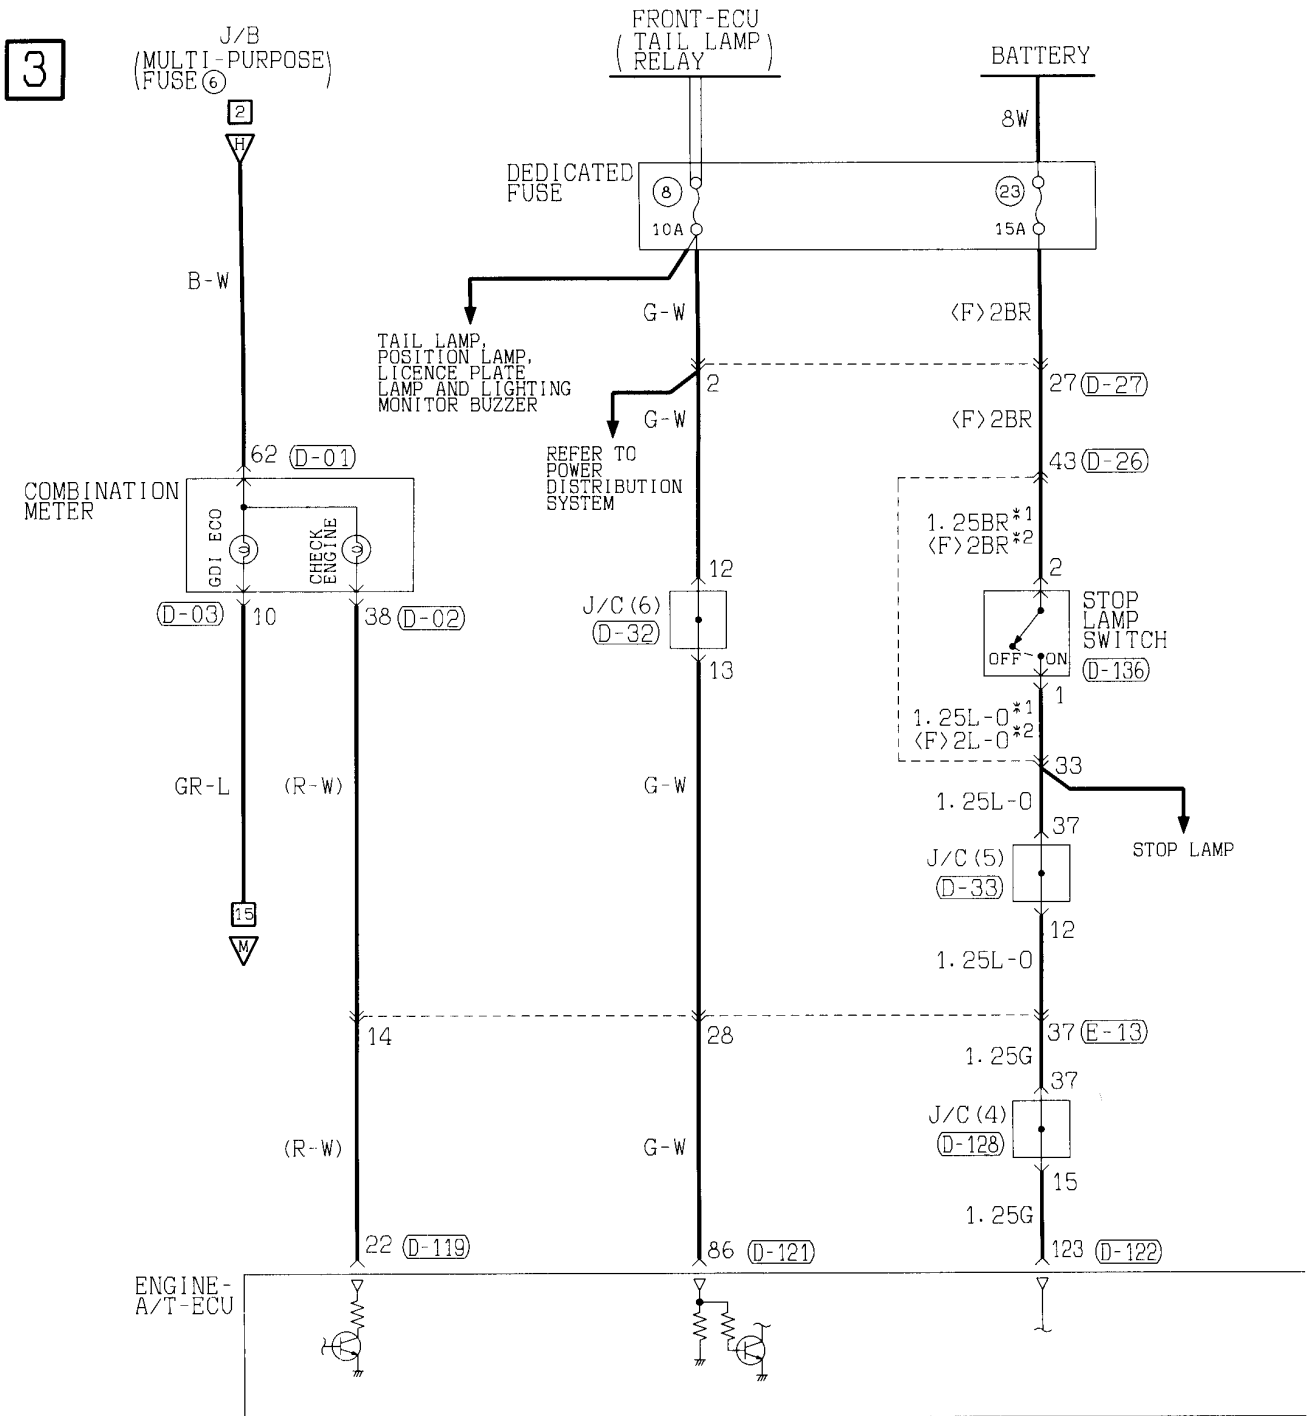 3
J/B
(MULTI-PURPOSE)
(FUSE⑥)
2
H
FRONT-ECU
(TAIL LAMP
RELAY)
BATTERY
8W
DEDICATED
FUSE
8
10A
23
15A
B-W
G-W
<F>2BR
TAIL LAMP,
POSITION LAMP,
LICENCE PLATE
LAMP AND LIGHTING
MONITOR BUZZER
2
27 D-27
G-W
<F>2BR
REFER TO
POWER
DISTRIBUTION
SYSTEM
62 D-01
43 D-26
COMBINATION
METER
GDI ECO
CHECK
ENGINE
1.25BR*1
<F>2BR*2
12
2
D-03 10
38 D-02
J/C(6)
D-32
13
STOP
LAMP
SWITCH
D-136
OFF ON
1
1.25L-O*1
<F>2L-O*2
33
GR-L
(R-W)
G-W
1.25L-O
37
STOP LAMP
J/C(5)
D-33
12
15
M
1.25L-O
14
28
37 E-13
1.25G
37
J/C(4)
D-128
(R-W)
G-W
15
1.25G
22 D-119
86 D-121
123 D-122
ENGINE-
A/T-ECU